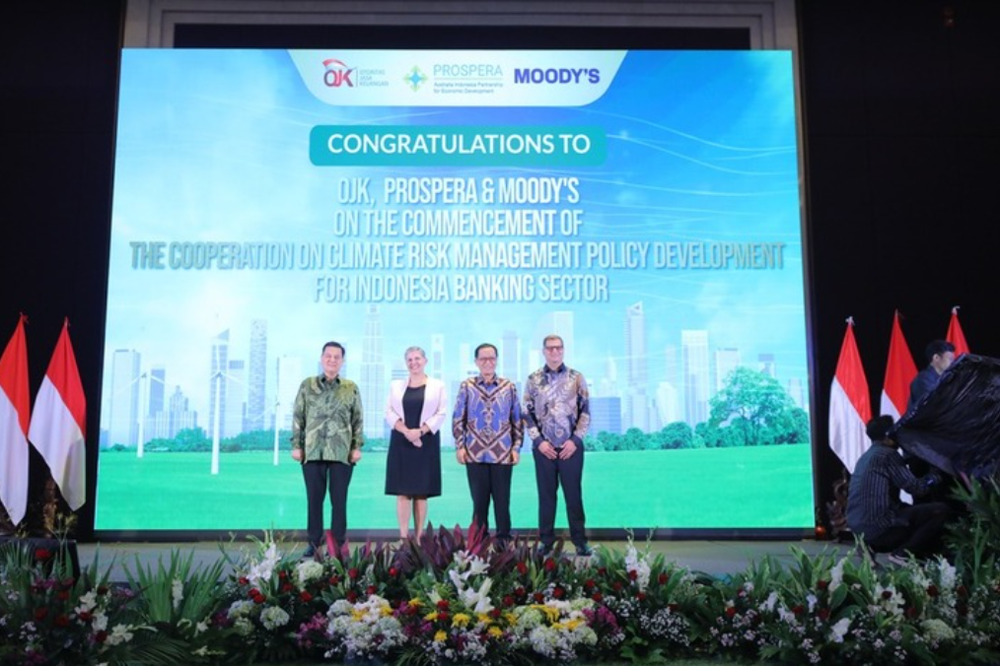 OJK OTORITAS JASA KEUANGAN
PROSPERA
Australia Indonesia Partnership
for Economic Development
MOODY'S
CONGRATULATIONS TO
OJK, PROSPERA & MOODY'S
ON THE COMMENCEMENT OF
THE COOPERATION ON CLIMATE RISK MANAGEMENT POLICY DEVELOPMENT
FOR INDONESIA BANKING SECTOR